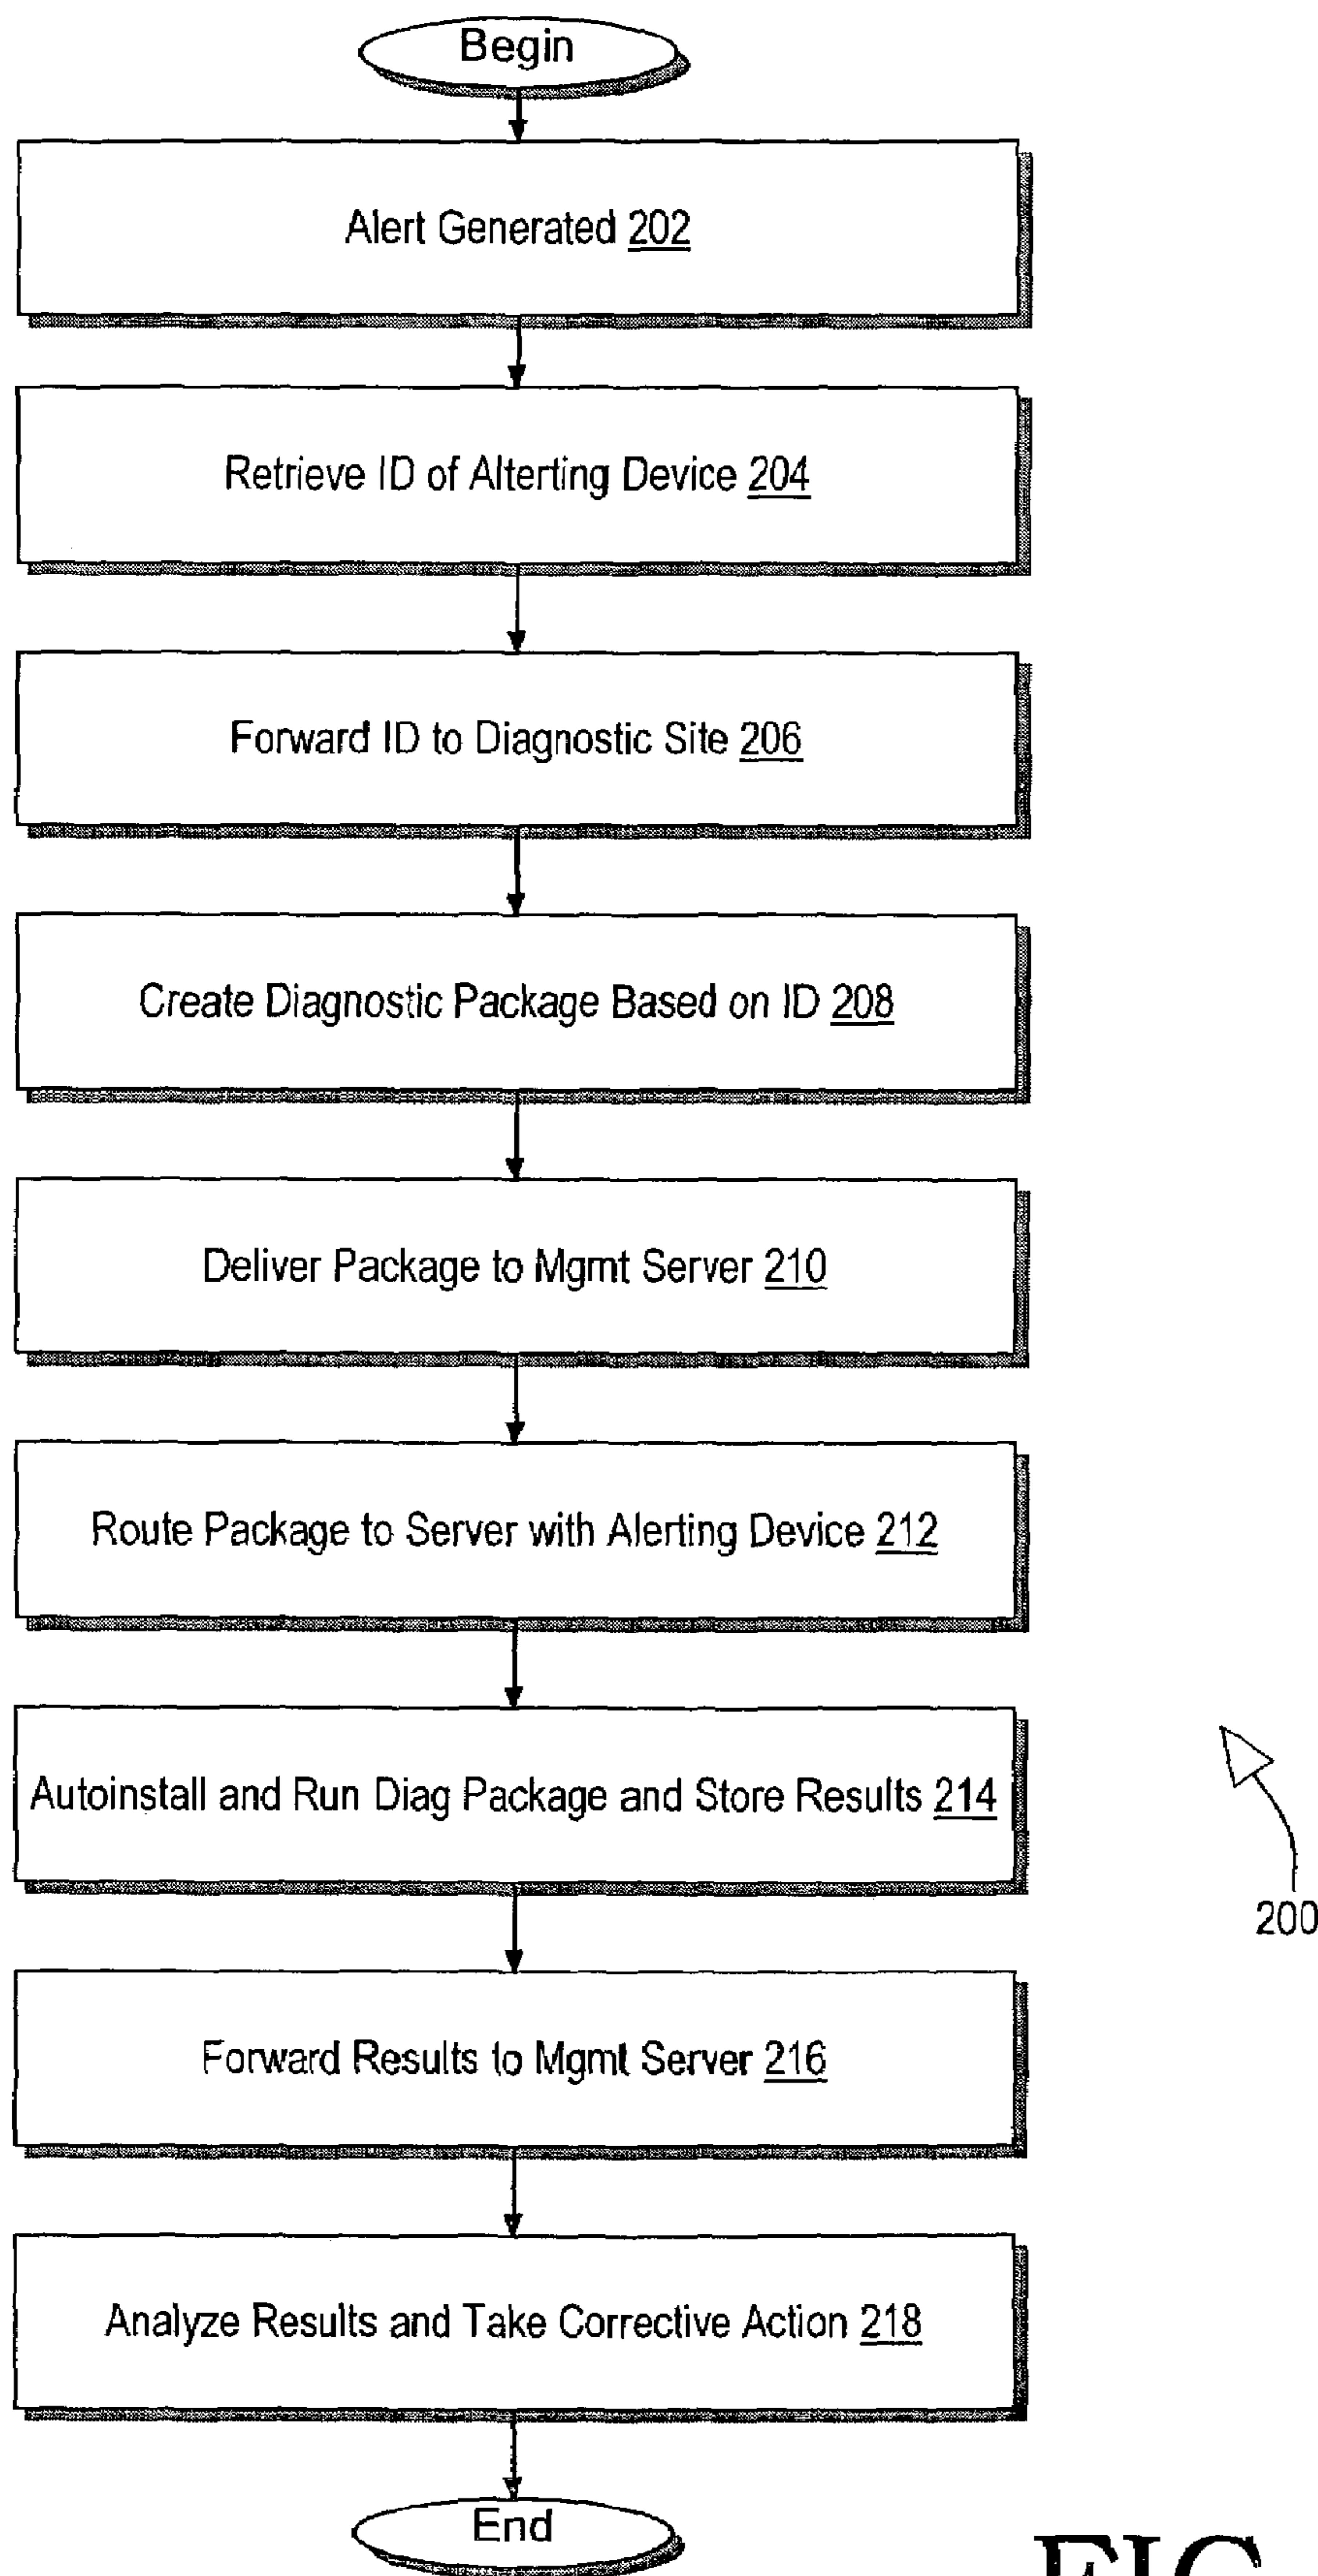 Begin
Alert Generated 202
Retrieve ID of Alterting Device 204
Forward ID to Diagnostic Site 206
Create Diagnostic Package Based on ID 208
Deliver Package to Mgmt Server 210
Route Package to Server with Alerting Device 212
Autoinstall and Run Diag Package and Store Results 214
200
Forward Results to Mgmt Server 216
Analyze Results and Take Corrective Action 218
End
FIG